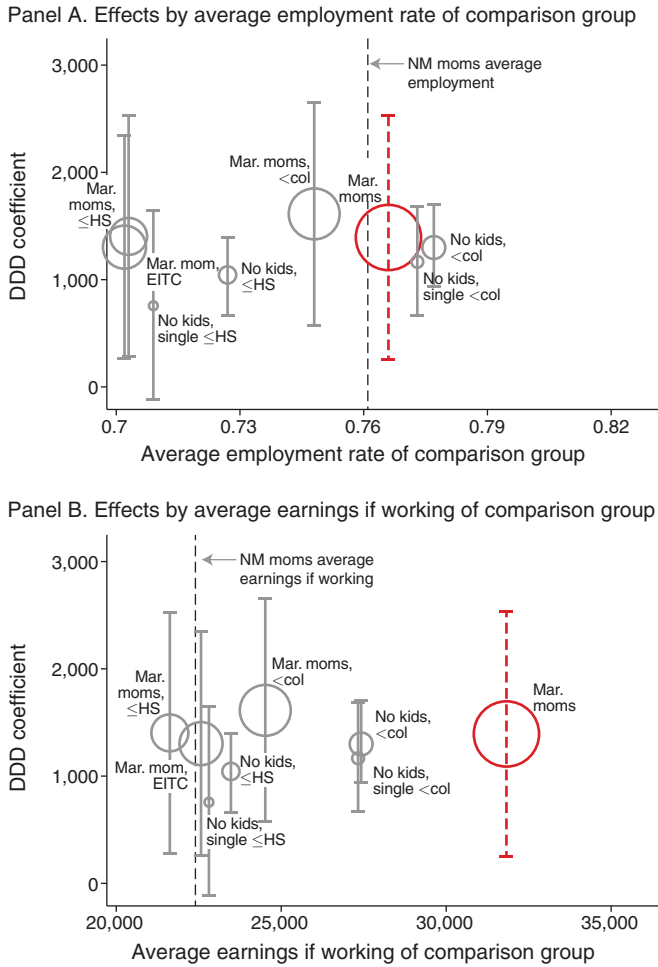 Panel A. Effects by average employment rate of comparison group
3,000
2,000
1,000
0
DDD coefficient
NM moms average
employment
Mar. moms,
<col
Mar.
moms
Mar.
moms,
≤HS
Mar. mom,
EITC
No kids,
≤HS
No kids,
single ≤HS
No kids,
<col
No kids,
single <col
0.7
0.73
0.76
0.79
0.82
Average employment rate of comparison group
Panel B. Effects by average earnings if working of comparison group
3,000
2,000
1,000
0
DDD coefficient
NM moms average
earnings if working
Mar.
moms,
≤HS
Mar. moms,
<col
Mar.
moms
No kids,
<col
Mar. mom,
EITC
No kids,
≤HS
No kids,
single <col
No kids,
single ≤HS
20,000
25,000
30,000
35,000
Average earnings if working of comparison group